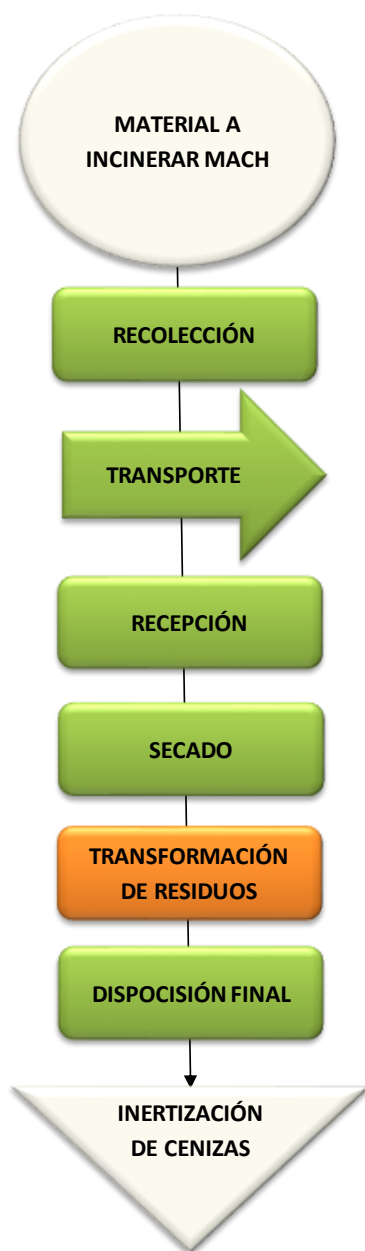 MATERIAL A
INCINERAR MACH
RECOLECCIÓN
TRANSPORTE
RECEPCIÓN
SECADO
TRANSFORMACIÓN
DE RESIDUOS
DISPOCISIÓN FINAL
INERTIZACIÓN
DE CENIZAS